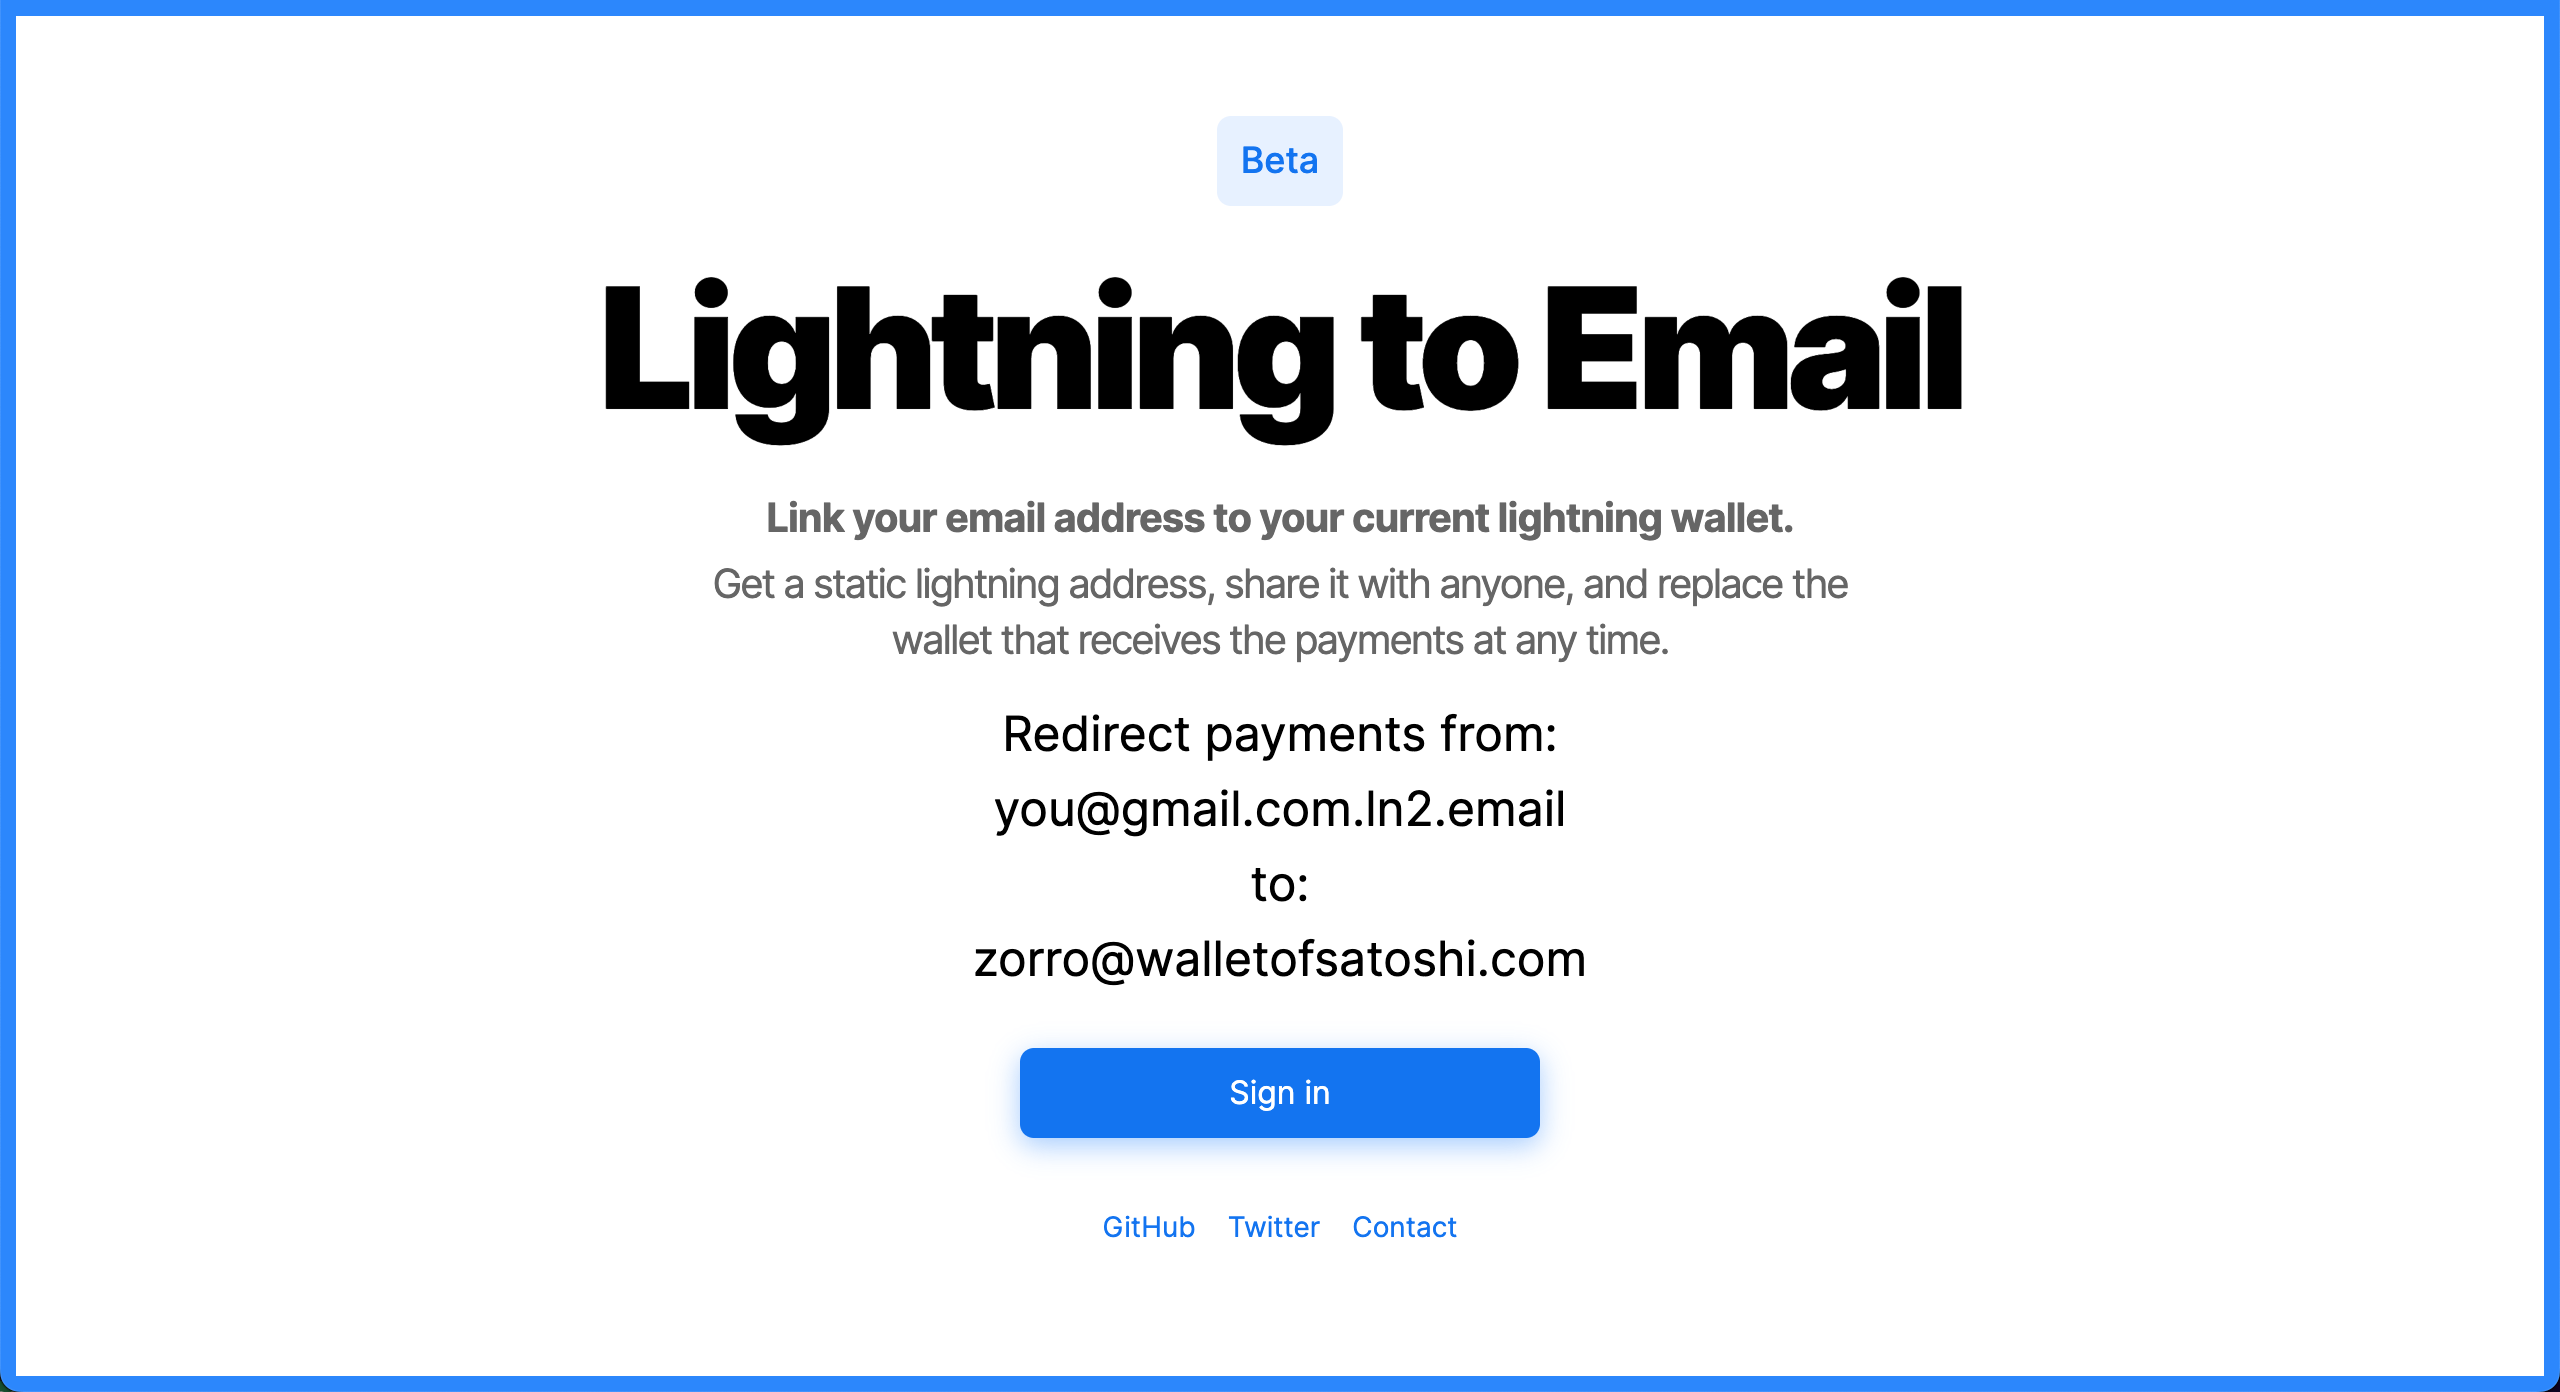 Beta
Lightning to Email
Link your email address to your current lightning wallet.
Get a static lightning address, share it with anyone, and replace the
wallet that receives the payments at any time.
Redirect payments from:
you@gmail.com.ln2.email
to:
zorro@walletofsatoshi.com
Sign in
GitHub Twitter Contact